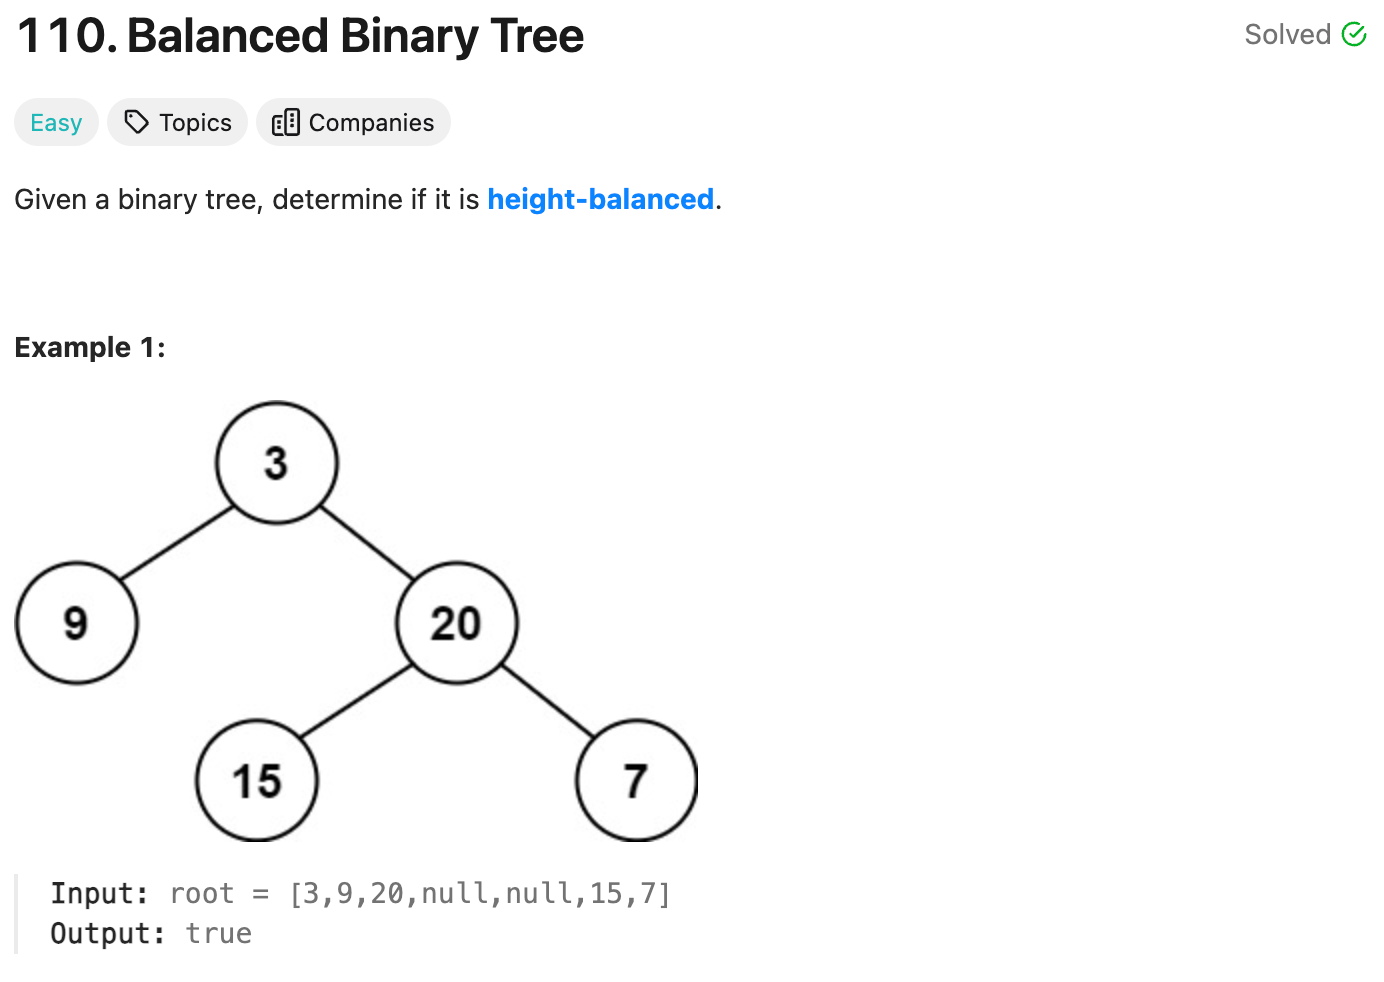 110. Balanced Binary Tree
Solved
Easy Topics Companies
Given a binary tree, determine if it is height-balanced.
Example 1:
3
9 20
15 7
Input: root = [3,9,20,null,null,15,7]
Output: true